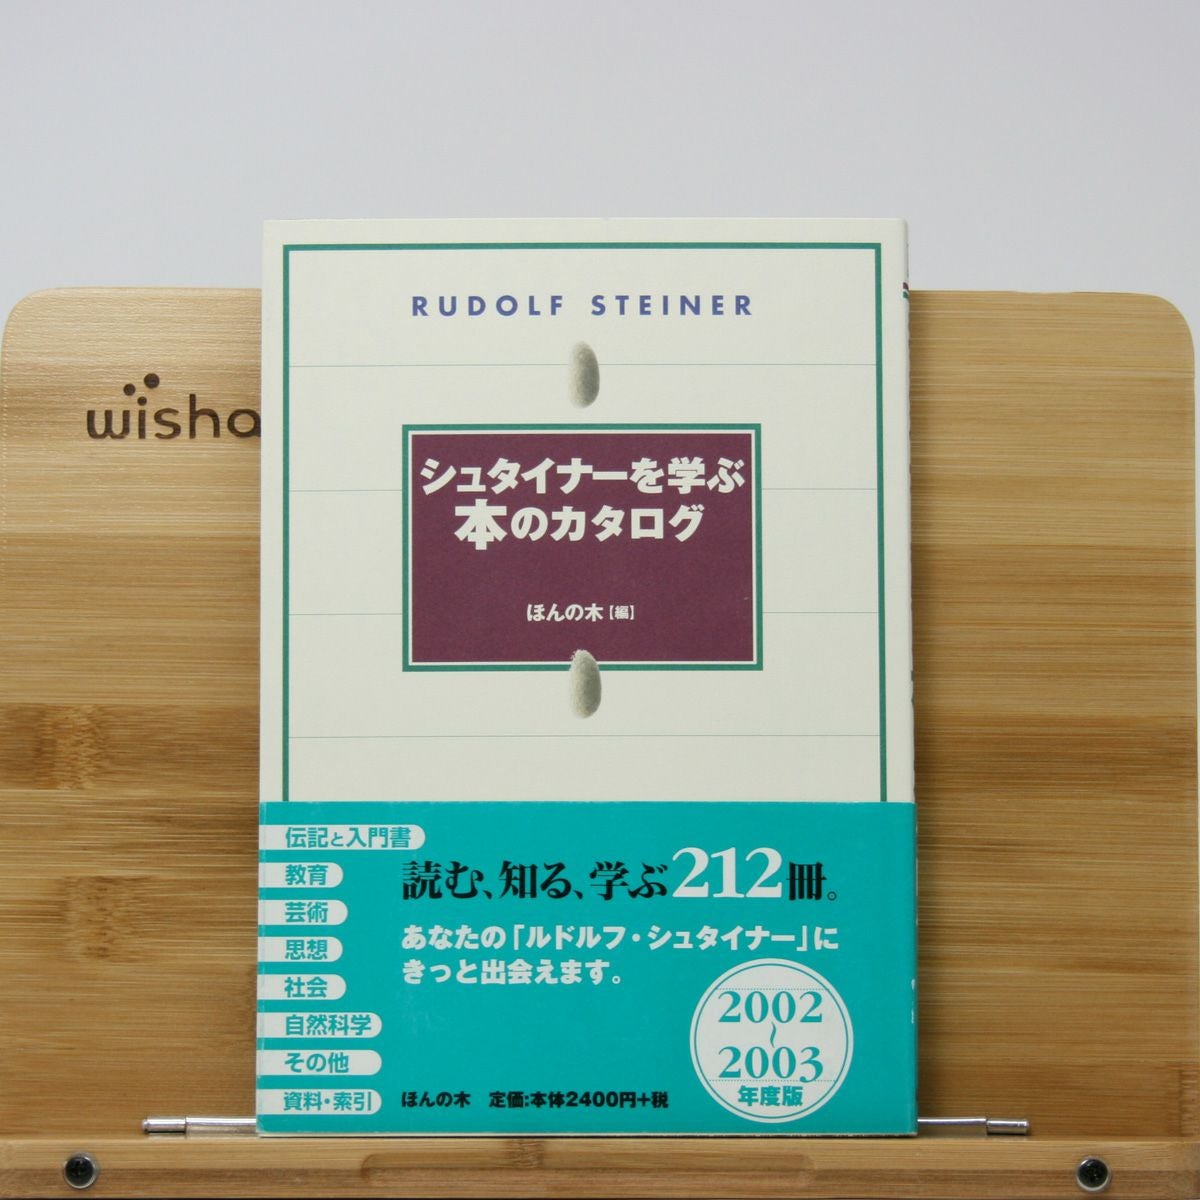 RUDOLF STEINER
wisha
シュタイナーを学ぶ
本のカタログ
ほんの木【編】
伝記と入門書
教育
芸術
思想
社会
自然科学
その他
資料・索引
読む、知る、学ぶ212冊。
あなたの「ルドルフ・シュタイナー」に
きっと出会えます。
2002
〜
2003
年度版
ほんの木 定価:本体2400円+税